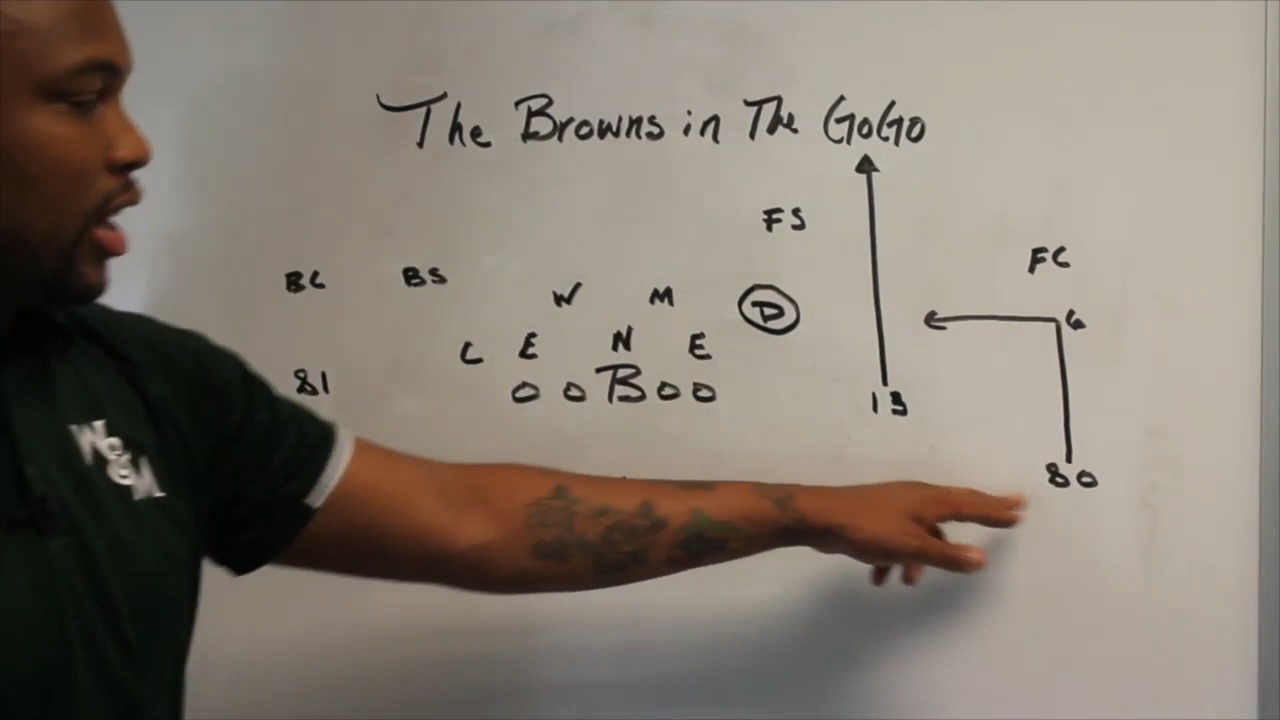 The Browns in The GoGo
FS
FC
BC BS
W M D
6
C E N E
81 O O B O O 13
80
W&M